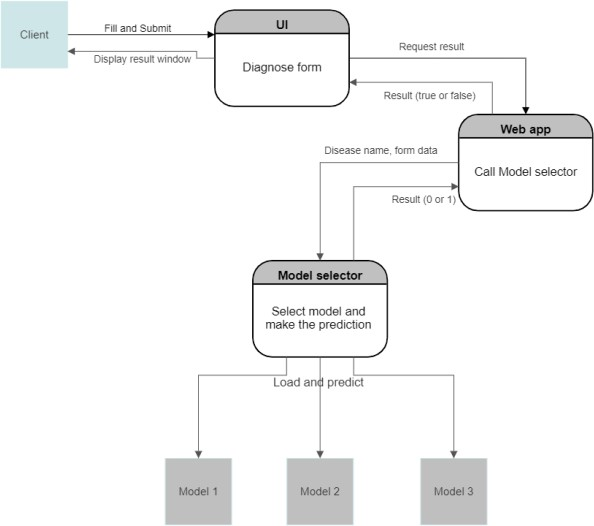 Client
Fill and Submit
Display result window
UI
Diagnose form
Request result
Result (true or false)
Web app
Call Model selector
Disease name, form data
Result (0 or 1)
Model selector
Select model and
make the prediction
Load and predict
Model 1
Model 2
Model 3